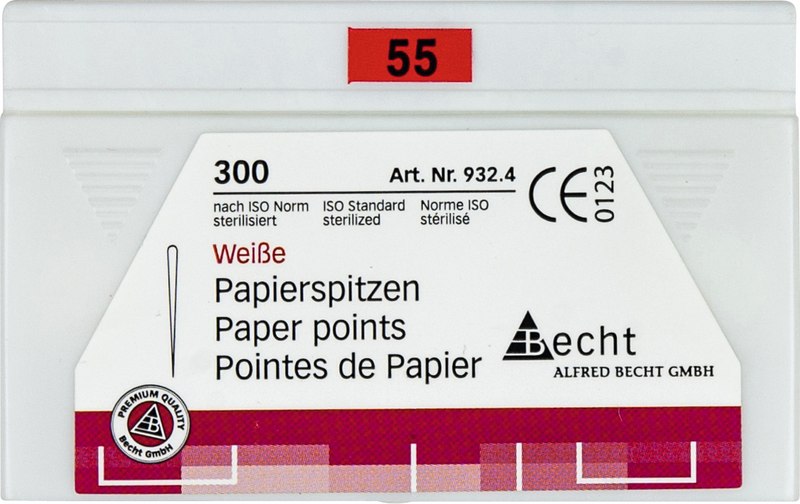 55
300 Art. Nr. 932.4
nach ISO Norm ISO Standard Norme ISO
sterilisiert sterilized stérilisé
CE 0123
Weiße
Papierspitzen
Paper points
Pointes de Papier
Becht
ALFRED BECHT GMBH
PREMIUM QUALITY
B
Becht GmbH